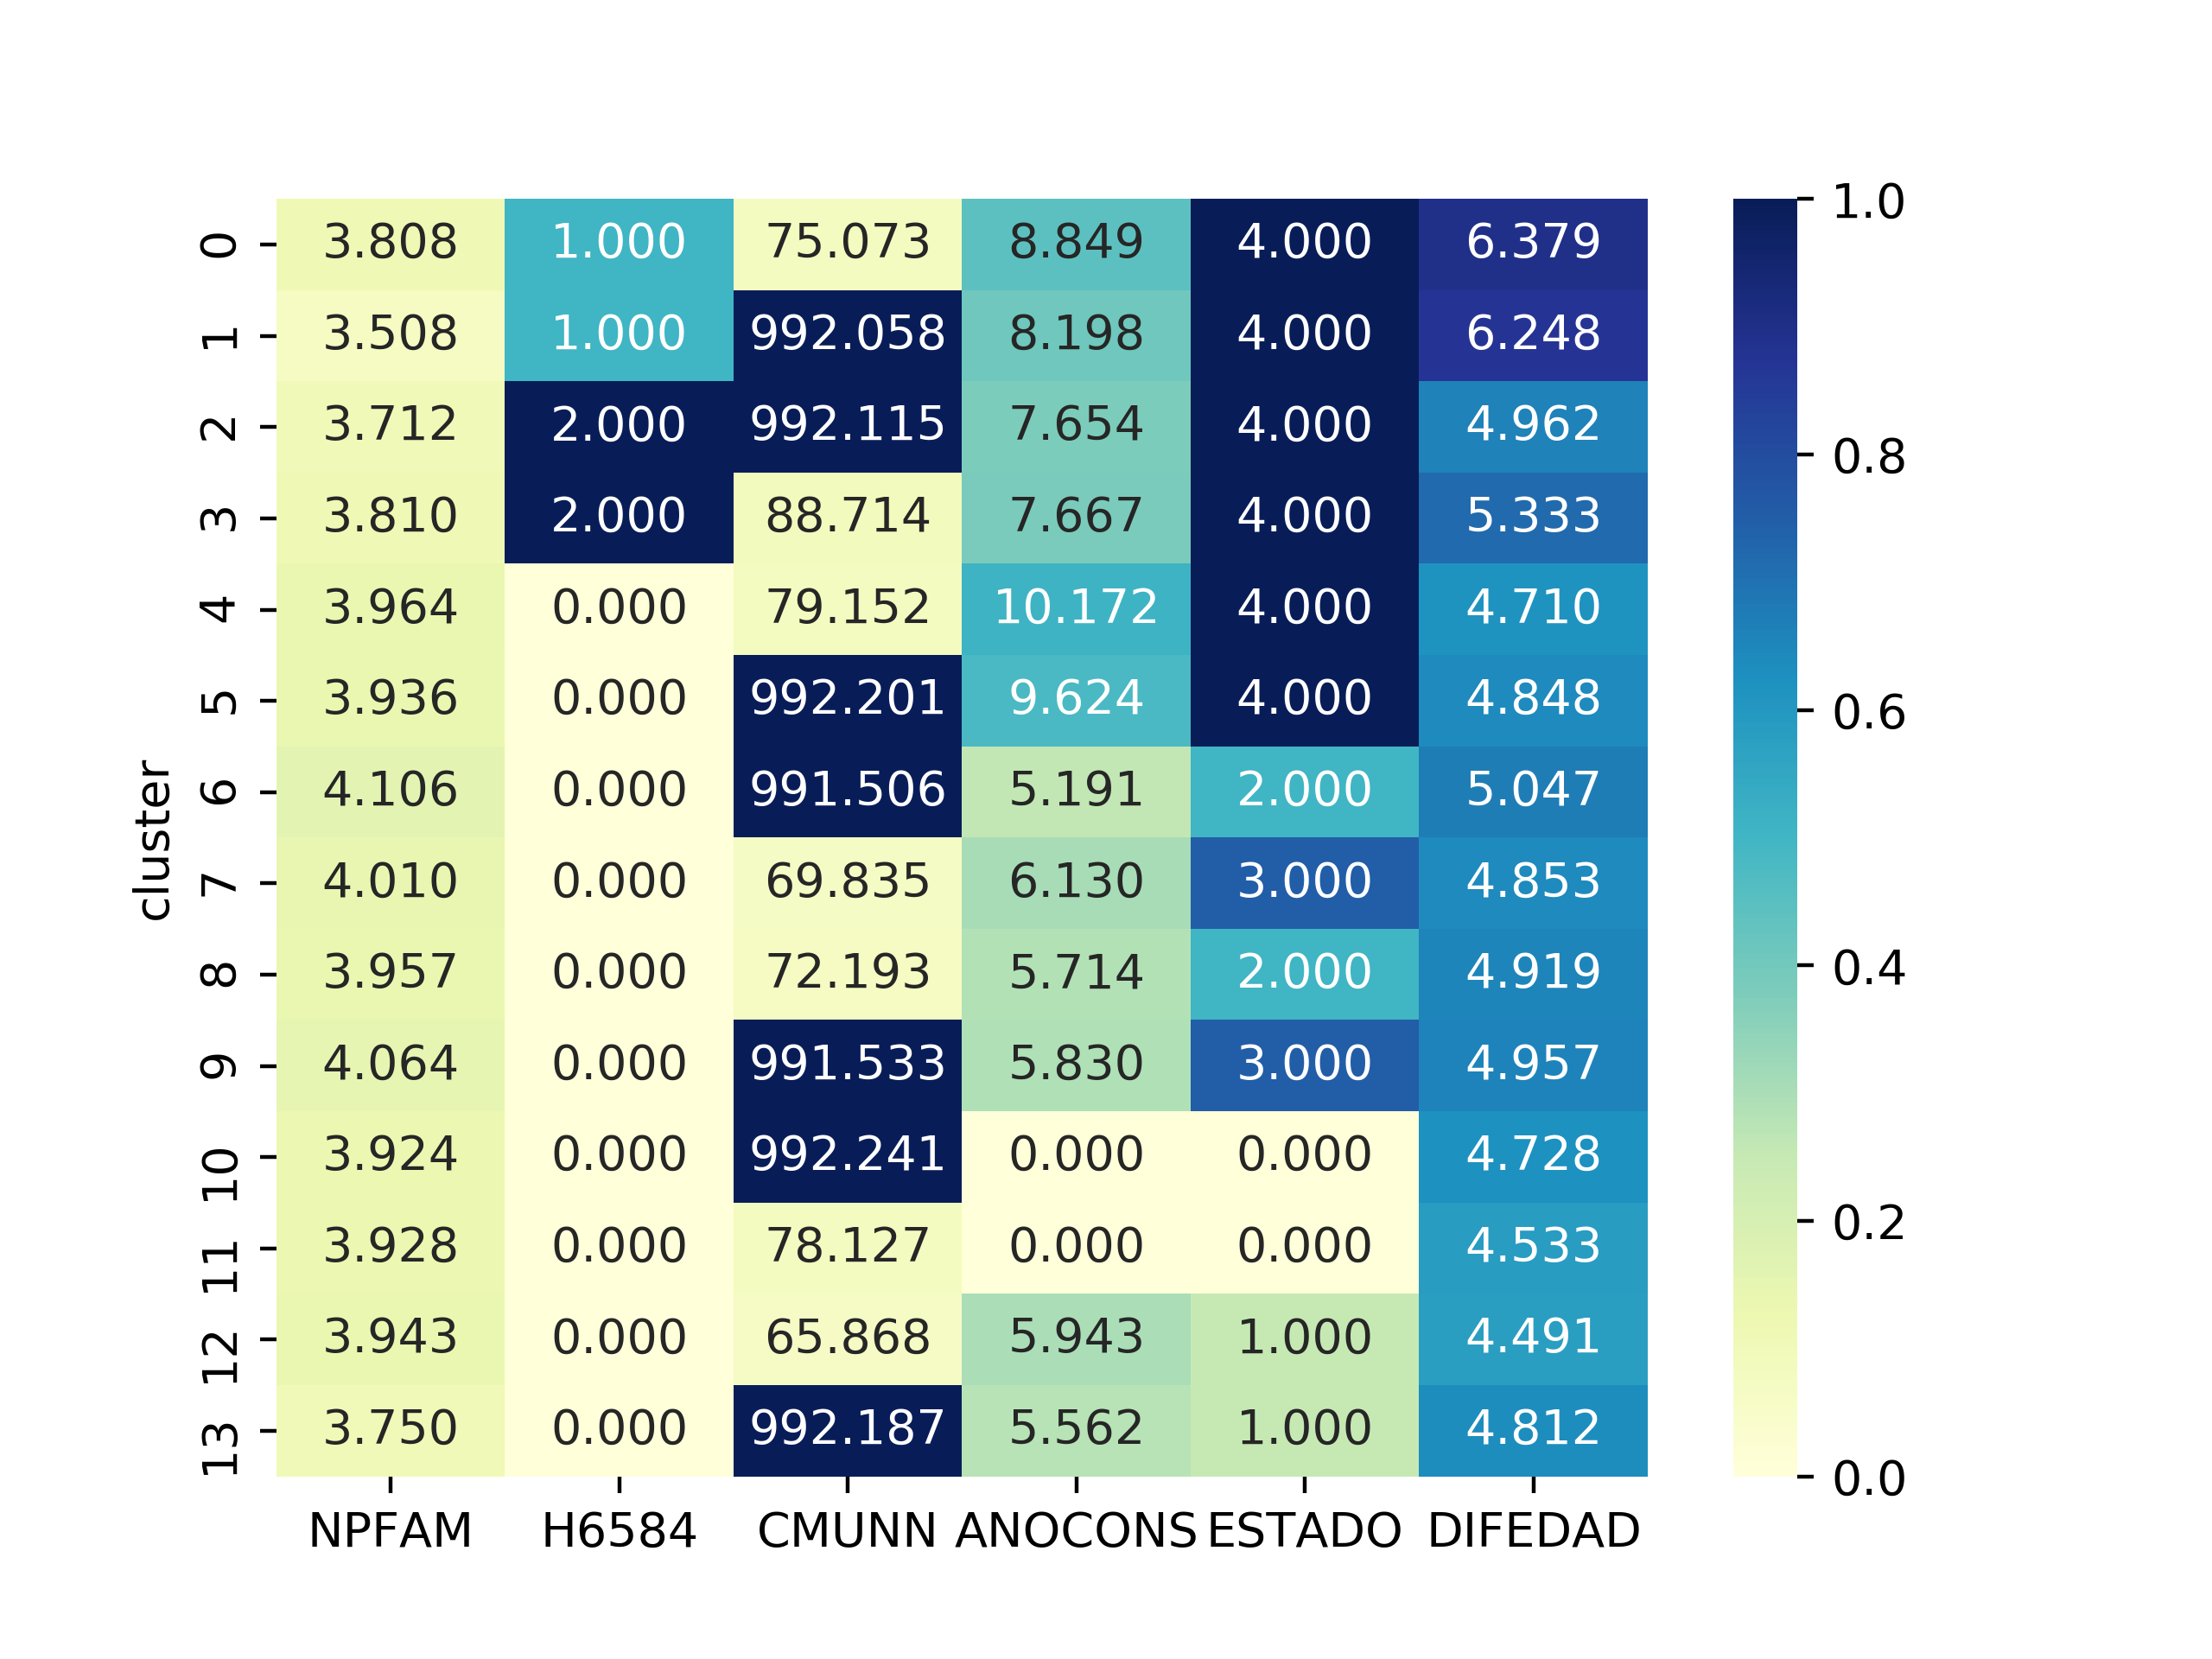 0 3.808 1.000 75.073 8.849 4.000 6.379
1 3.508 1.000 992.058 8.198 4.000 6.248
2 3.712 2.000 992.115 7.654 4.000 4.962
3 3.810 2.000 88.714 7.667 4.000 5.333
4 3.964 0.000 79.152 10.172 4.000 4.710
5 3.936 0.000 992.201 9.624 4.000 4.848
6 4.106 0.000 991.506 5.191 2.000 5.047
7 4.010 0.000 69.835 6.130 3.000 4.853
8 3.957 0.000 72.193 5.714 2.000 4.919
9 4.064 0.000 991.533 5.830 3.000 4.957
10 3.924 0.000 992.241 0.000 0.000 4.728
11 3.928 0.000 78.127 0.000 0.000 4.533
12 3.943 0.000 65.868 5.943 1.000 4.491
13 3.750 0.000 992.187 5.562 1.000 4.812
NPFAM H6584 CMUNN ANOCONS ESTADO DIFEDAD
cluster
1.0
0.8
0.6
0.4
0.2
0.0